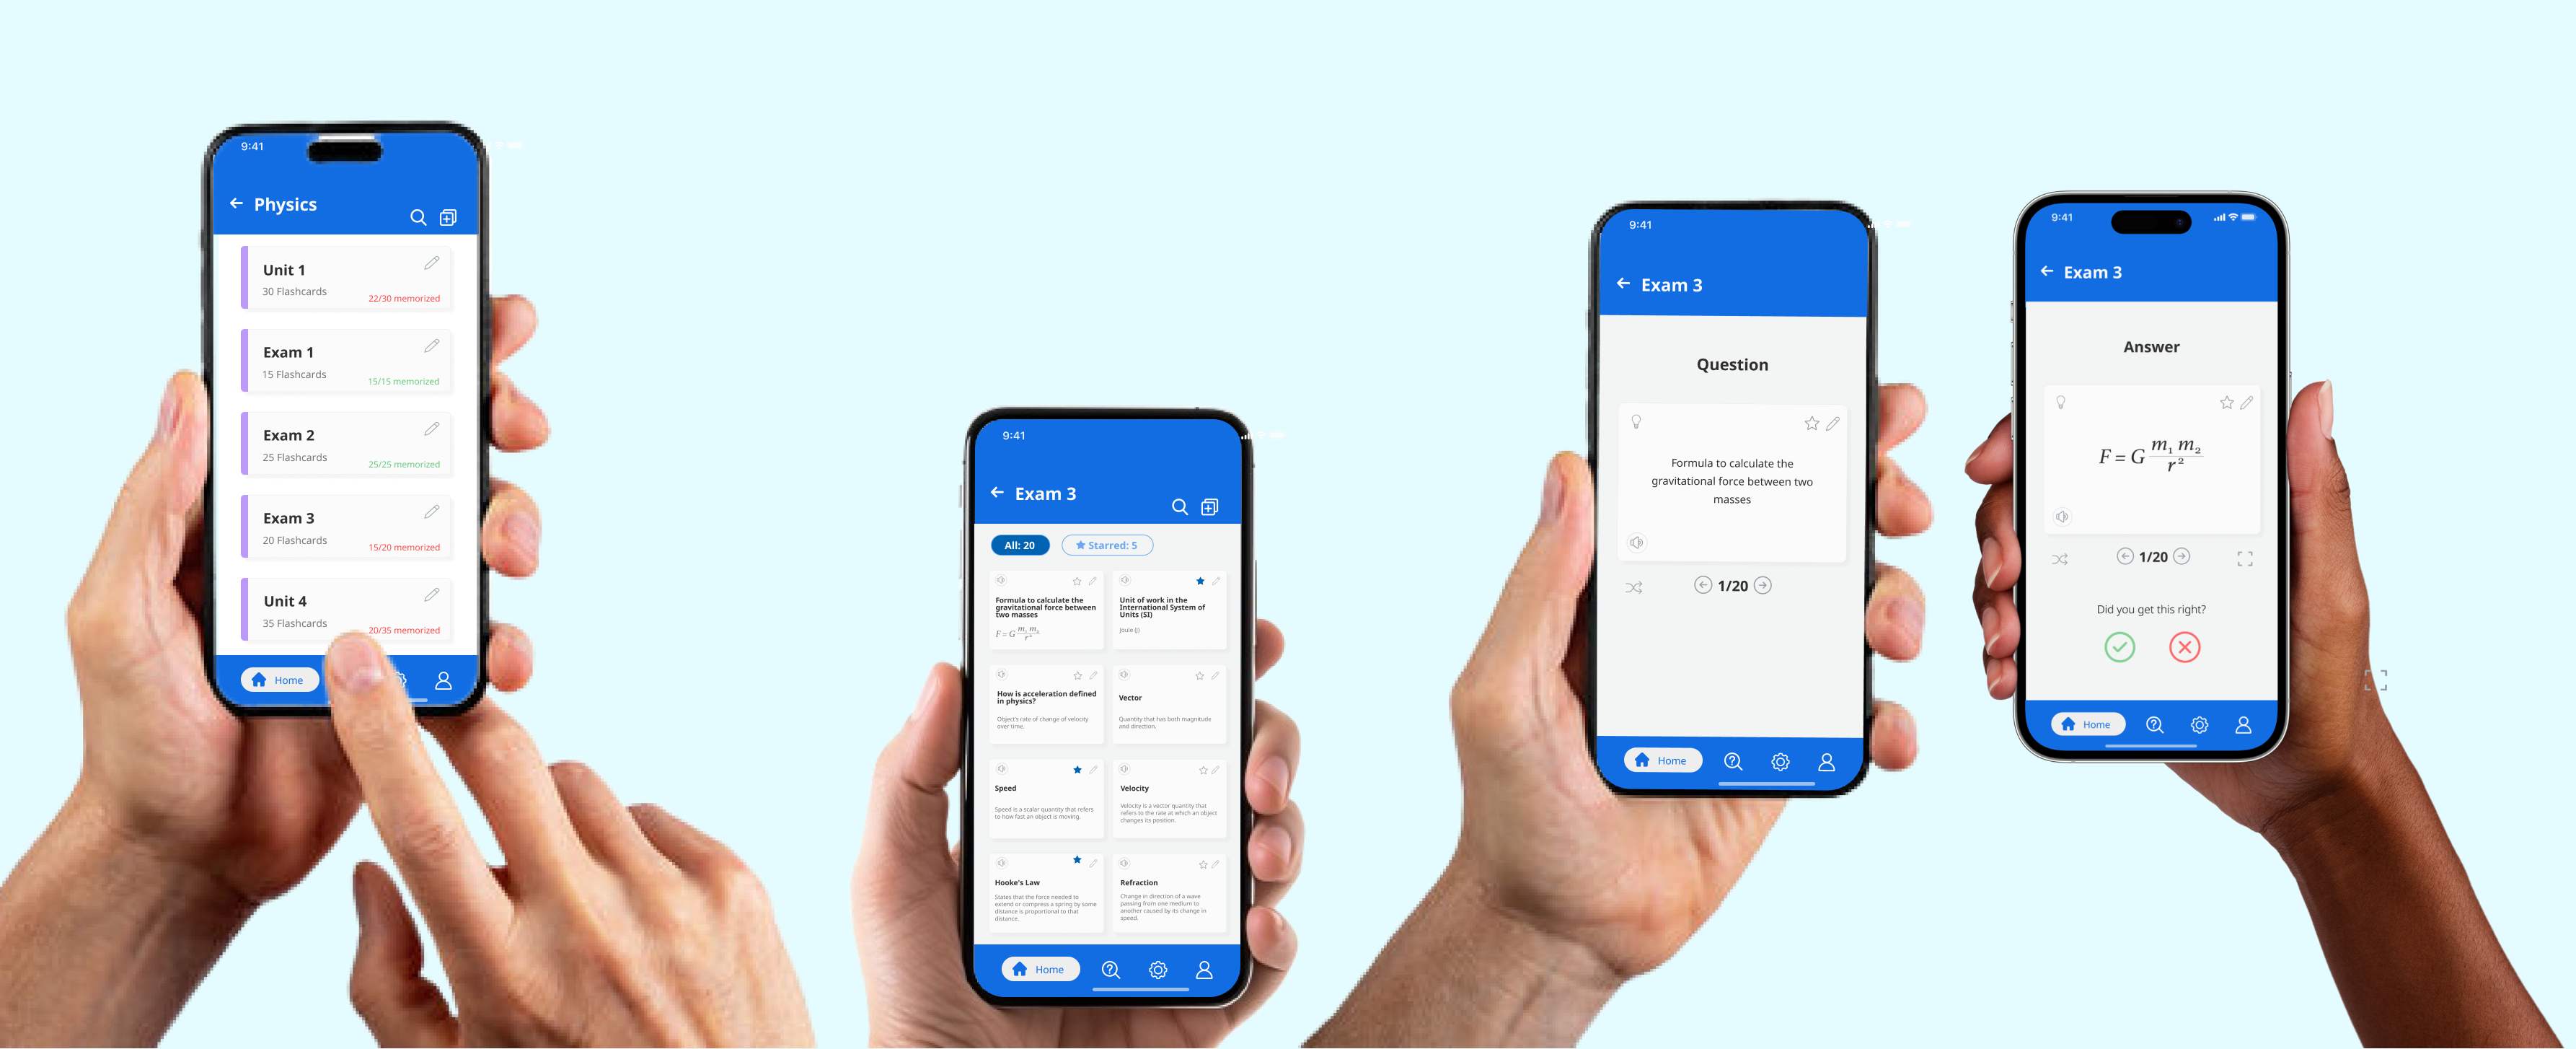 9:41
Physics
Unit 1
30 Flashcards
22/30 memorized
Exam 1
15 Flashcards
15/15 memorized
Exam 2
25 Flashcards
25/25 memorized
Exam 3
20 Flashcards
15/20 memorized
Unit 4
35 Flashcards
20/35 memorized
Home
9:41
Exam 3
All: 20
Starred: 5
Formula to calculate the
gravitational force between
two masses
F = G m₁ m₂ / r²
Unit of work in the
International System of
Units (SI)
Joule (J)
How is acceleration defined
in physics?
Object's rate of change of velocity
over time.
Vector
Quantity that has both magnitude
and direction.
Speed
Speed is a scalar quantity that refers
to how fast an object is moving.
Velocity
Velocity is a vector quantity that
refers to the rate at which an object
changes its position.
Hooke's Law
States that the force needed to
extend or compress a spring by some
distance is proportional to that
distance.
Refraction
Change in direction of a wave
passing from one medium to
another caused by its change in
speed.
Home
9:41
Exam 3
Question
Formula to calculate the
gravitational force between two
masses
1/20
Home
9:41
Exam 3
Answer
F = G m₁ m₂ / r²
1/20
Did you get this right?
Home